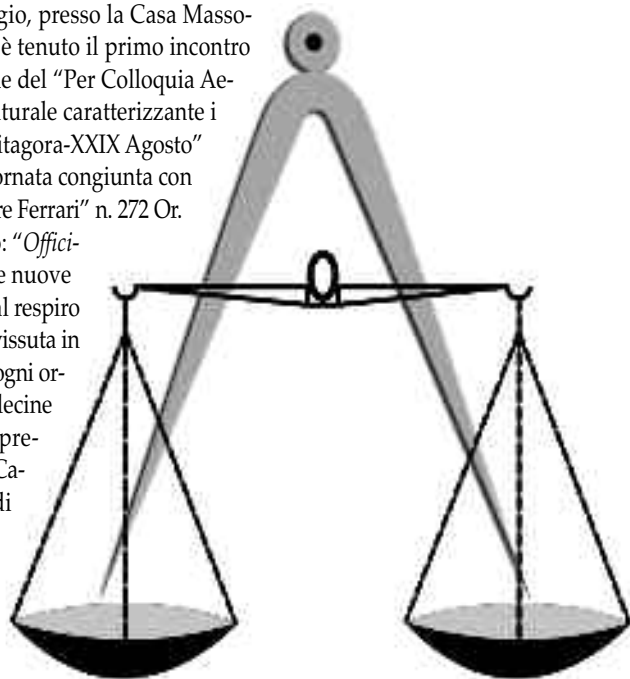 gio, presso la Casa Masso-
è tenuto il primo incontro
e del “Per Colloquia Ae-
turale caratterizzante i
itagora-XXIX Agosto”
ornata congiunta con
re Ferrari” n. 272 Or.
o: “Offici-
e nuove
al respiro
vissuta in
ogni or-
decine
pre-
Ca-
di